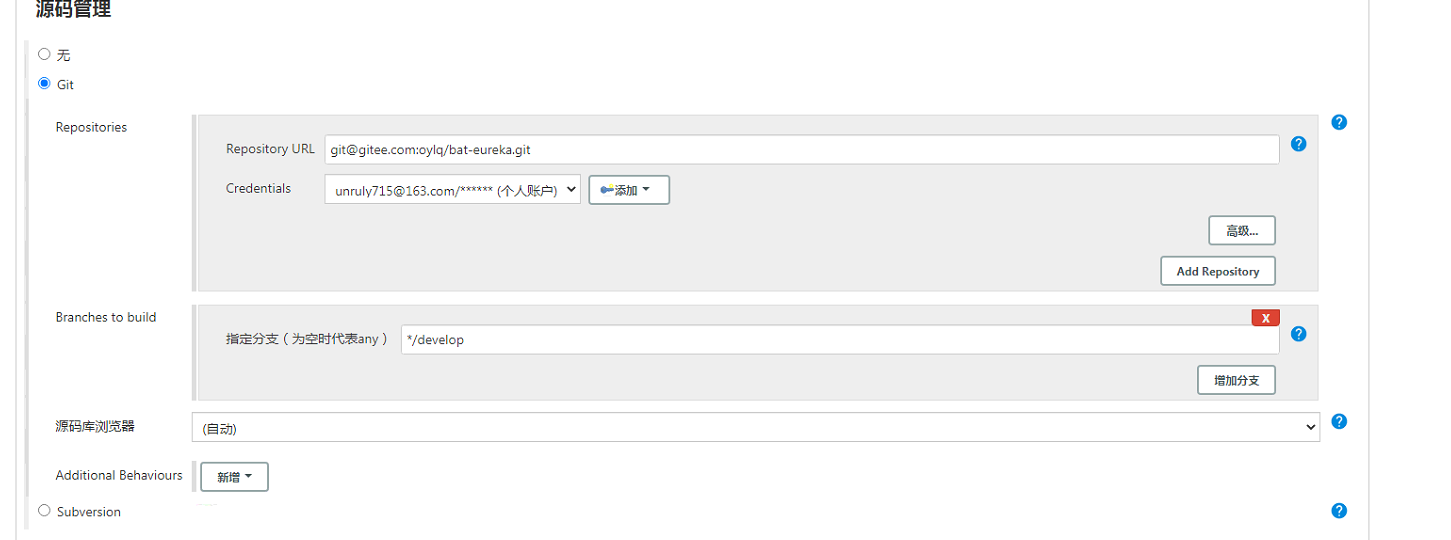 源码管理
无
Git
Repositories
Repository URL git@gitee.com:oylq/bat-eureka.git
Credentials unruly715@163.com/****** (个人账户) 添加
高级...
Add Repository
Branches to build
X
指定分支（为空时代表any） */develop
增加分支
源码库浏览器 (自动)
Additional Behaviours 新增
Subversion